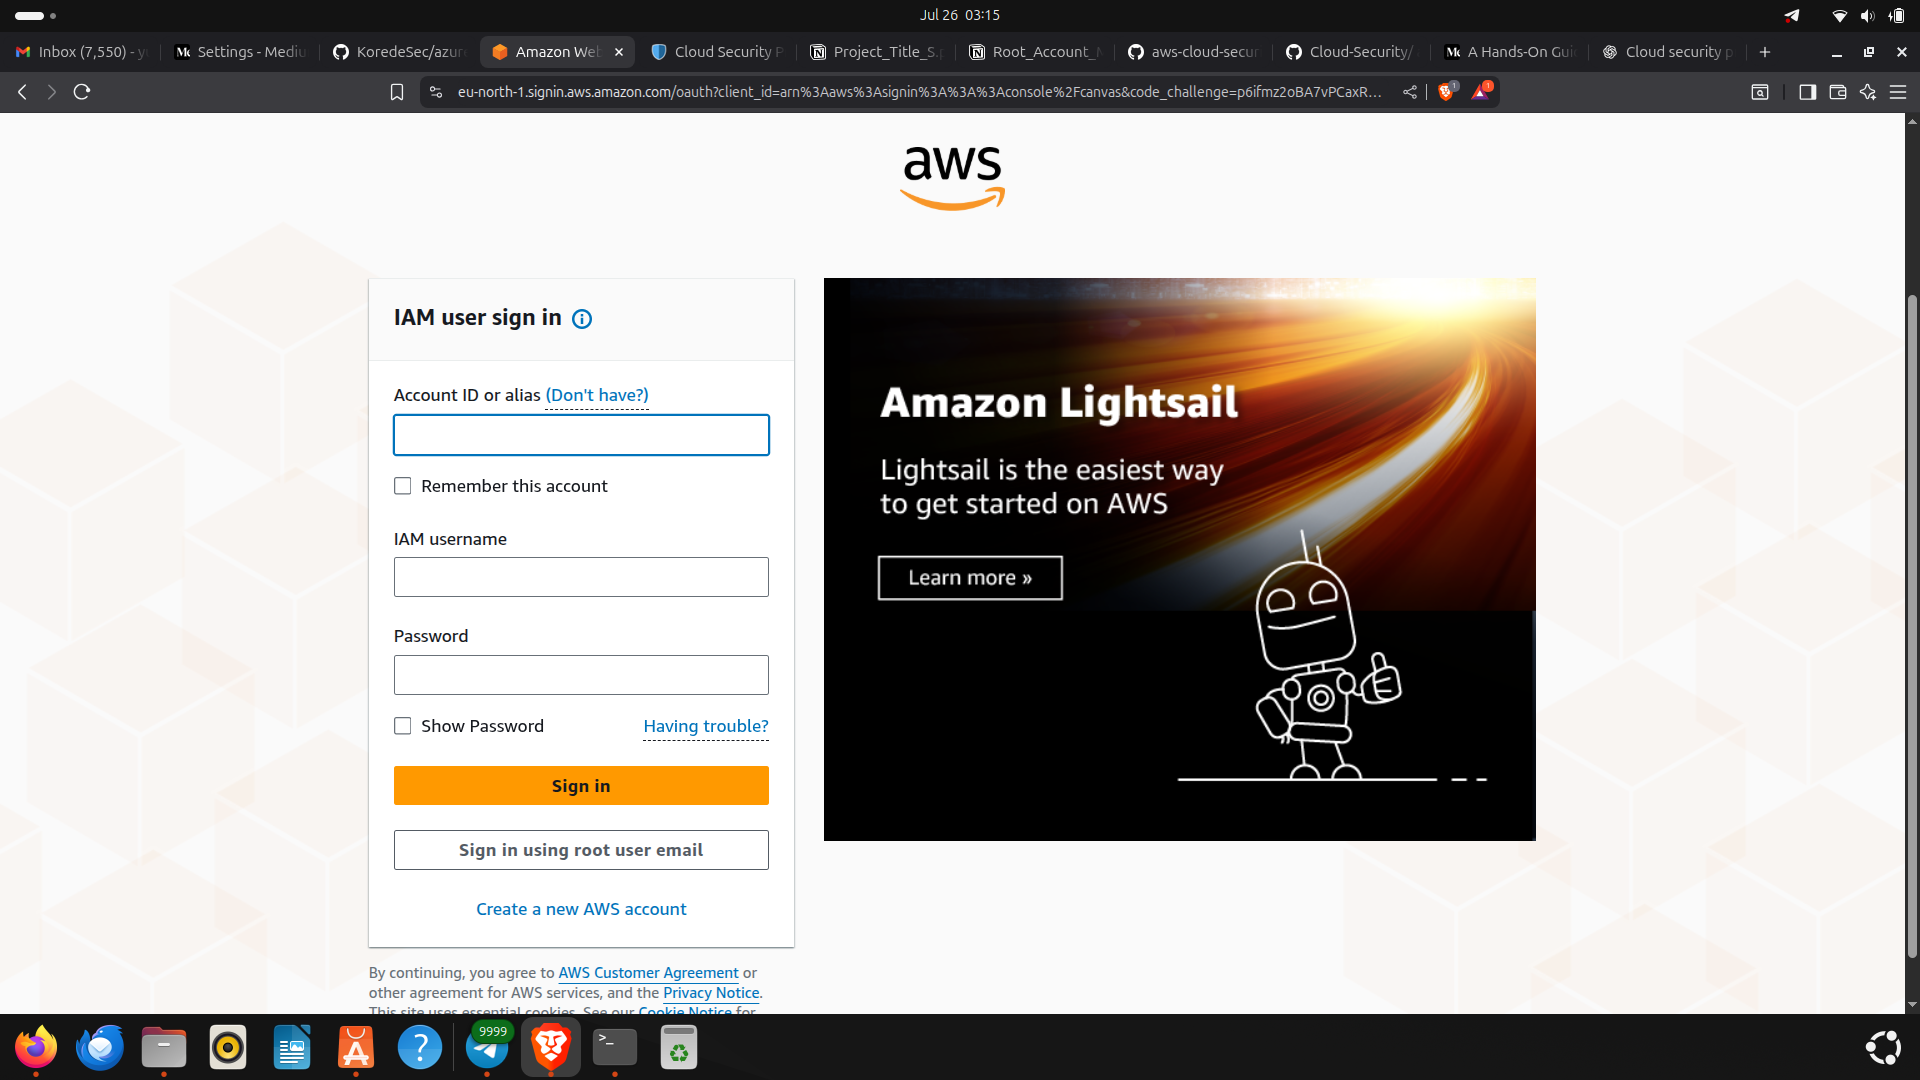 Jul 26 03:15
Inbox (7,550) - y
Settings - Mediu
KoredeSec/azur
Amazon Web
Cloud Security P
Project_Title_S.p
Root_Account_M
aws-cloud-secur
Cloud-Security/
A Hands-On Guid
Cloud security p
eu-north-1.signin.aws.amazon.com/oauth?client_id=arn%3Aaws%3Asignin%3A%3A%3Aconsole%2Fcanvas&code_challenge=p6ifmz2oBA7vPCaxR...
1
1
aws
IAM user sign in
Account ID or alias (Don't have?)
Remember this account
IAM username
Password
Show Password
Having trouble?
Sign in
Sign in using root user email
Create a new AWS account
By continuing, you agree to AWS Customer Agreement or
other agreement for AWS services, and the Privacy Notice.
This site uses essential cookies. See our Cookie Notice for
Amazon Lightsail
Lightsail is the easiest way
to get started on AWS
Learn more »
9999